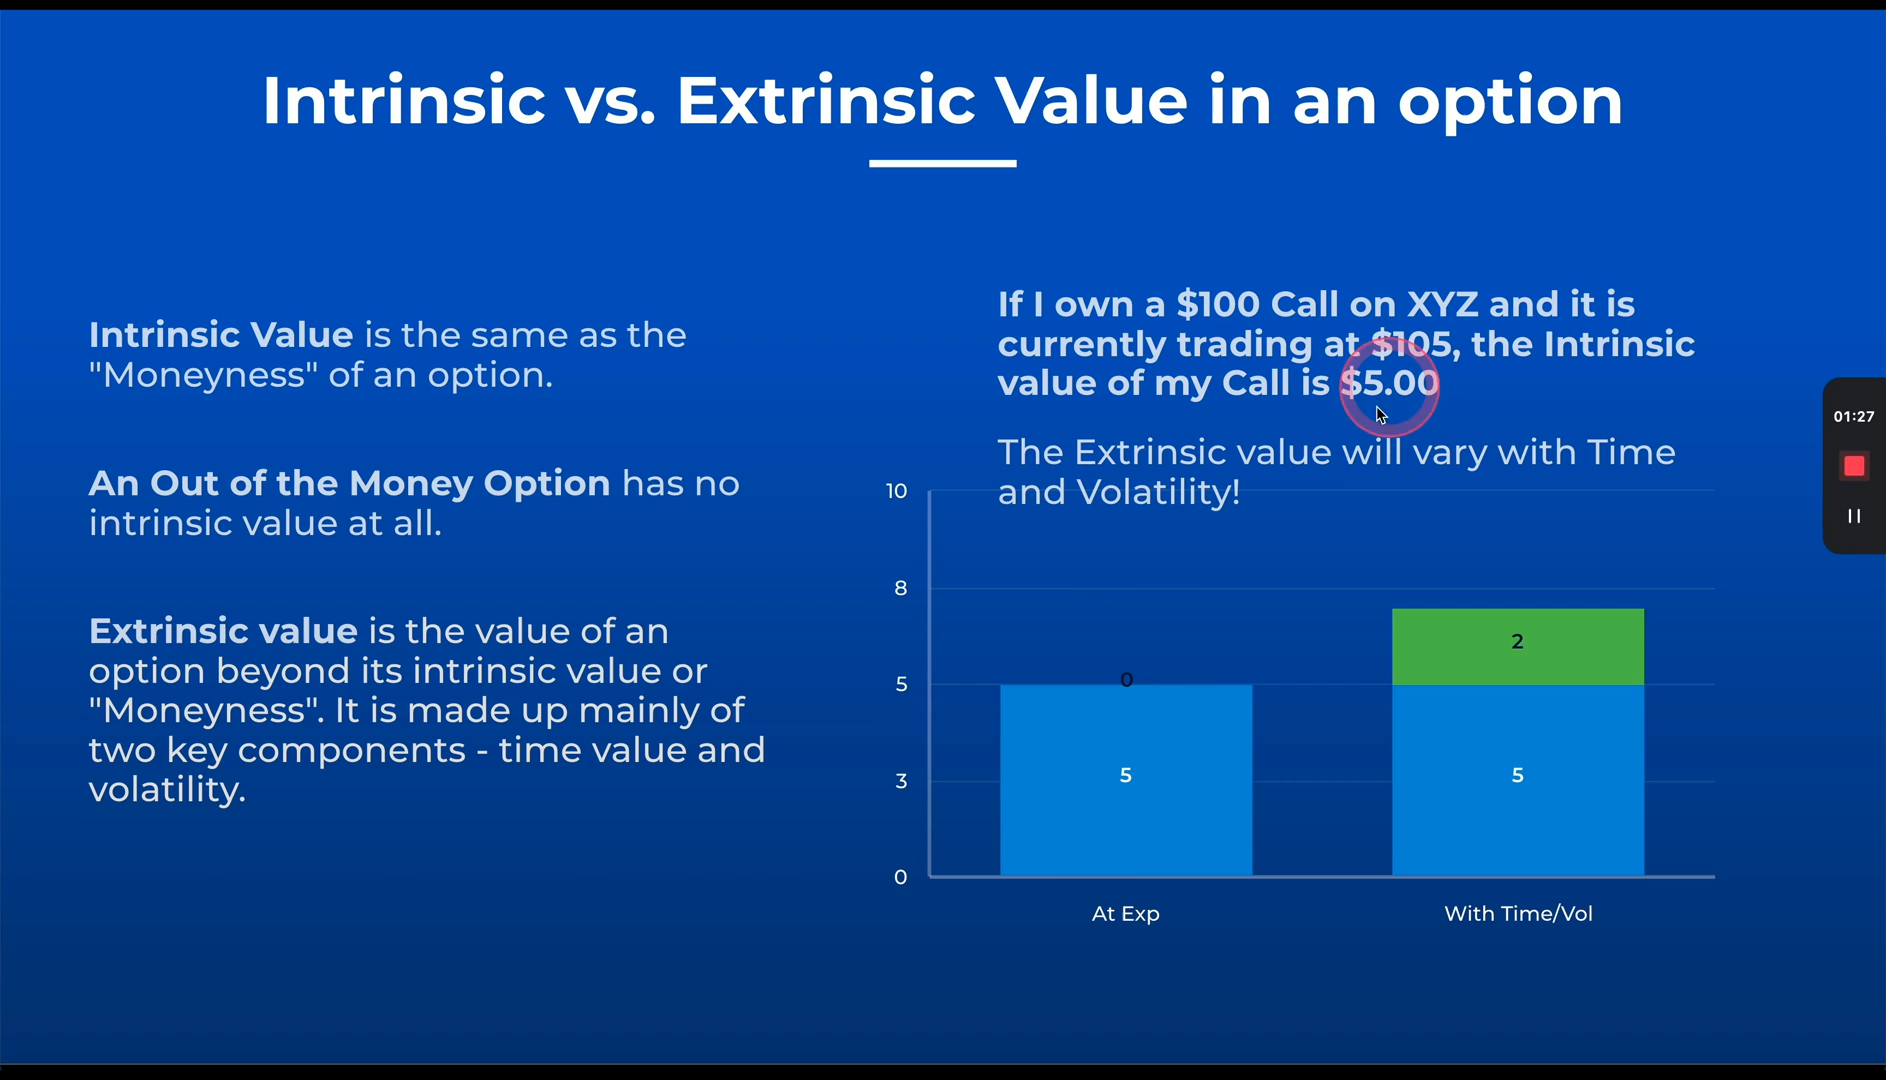 Intrinsic vs. Extrinsic Value in an option
Intrinsic Value is the same as the
"Moneyness" of an option.
An Out of the Money Option has no
intrinsic value at all.
Extrinsic value is the value of an
option beyond its intrinsic value or
"Moneyness". It is made up mainly of
two key components - time value and
volatility.
If I own a $100 Call on XYZ and it is
currently trading at $105, the Intrinsic
value of my Call is $5.00
The Extrinsic value will vary with Time
and Volatility!
10
8
5
3
0
0
5
2
5
At Exp
With Time/Vol
01:27